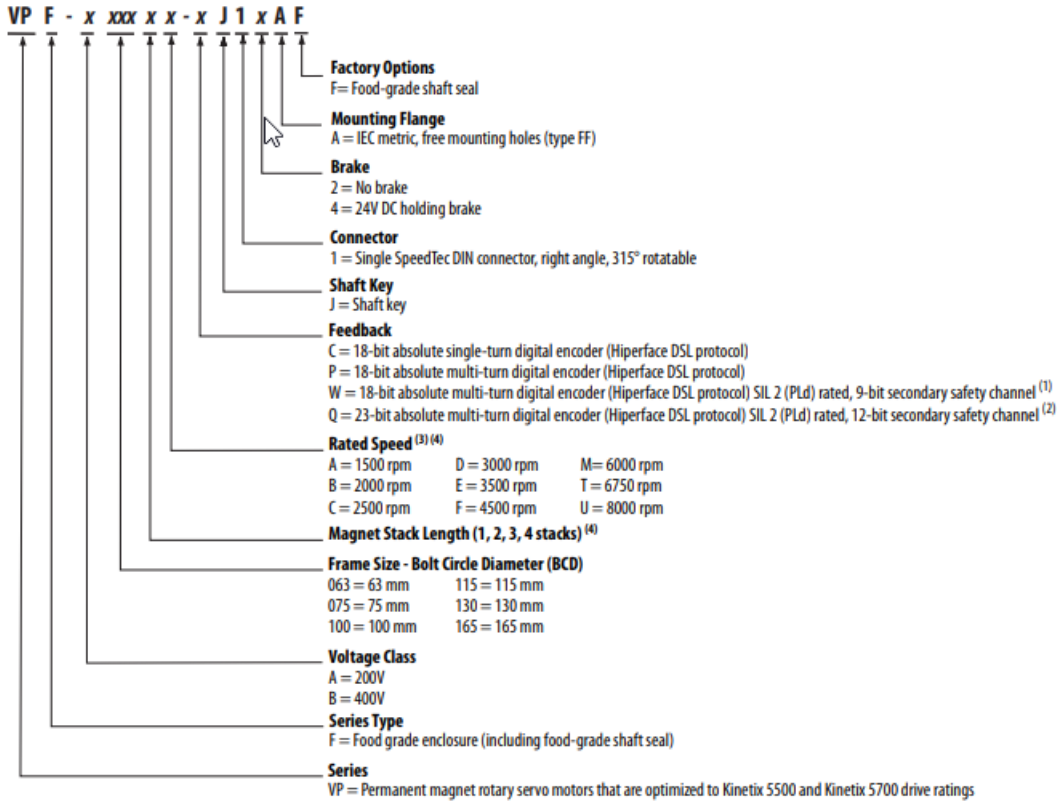 VP F - x xxx x x - x J 1 x A F
Factory Options
F= Food-grade shaft seal
Mounting Flange
A = IEC metric, free mounting holes (type FF)
Brake
2 = No brake
4 = 24V DC holding brake
Connector
1 = Single SpeedTec DIN connector, right angle, 315° rotatable
Shaft Key
J = Shaft key
Feedback
C = 18-bit absolute single-turn digital encoder (Hiperface DSL protocol)
P = 18-bit absolute multi-turn digital encoder (Hiperface DSL protocol)
W = 18-bit absolute multi-turn digital encoder (Hiperface DSL protocol) SIL 2 (PLd) rated, 9-bit secondary safety channel (1)
Q = 23-bit absolute multi-turn digital encoder (Hiperface DSL protocol) SIL 2 (PLd) rated, 12-bit secondary safety channel (2)
Rated Speed (3) (4)
A = 1500 rpm D = 3000 rpm M= 6000 rpm
B = 2000 rpm E = 3500 rpm T = 6750 rpm
C = 2500 rpm F = 4500 rpm U = 8000 rpm
Magnet Stack Length (1, 2, 3, 4 stacks) (4)
Frame Size - Bolt Circle Diameter (BCD)
063 = 63 mm 115 = 115 mm
075 = 75 mm 130 = 130 mm
100 = 100 mm 165 = 165 mm
Voltage Class
A = 200V
B = 400V
Series Type
F = Food grade enclosure (including food-grade shaft seal)
Series
VP = Permanent magnet rotary servo motors that are optimized to Kinetix 5500 and Kinetix 5700 drive ratings